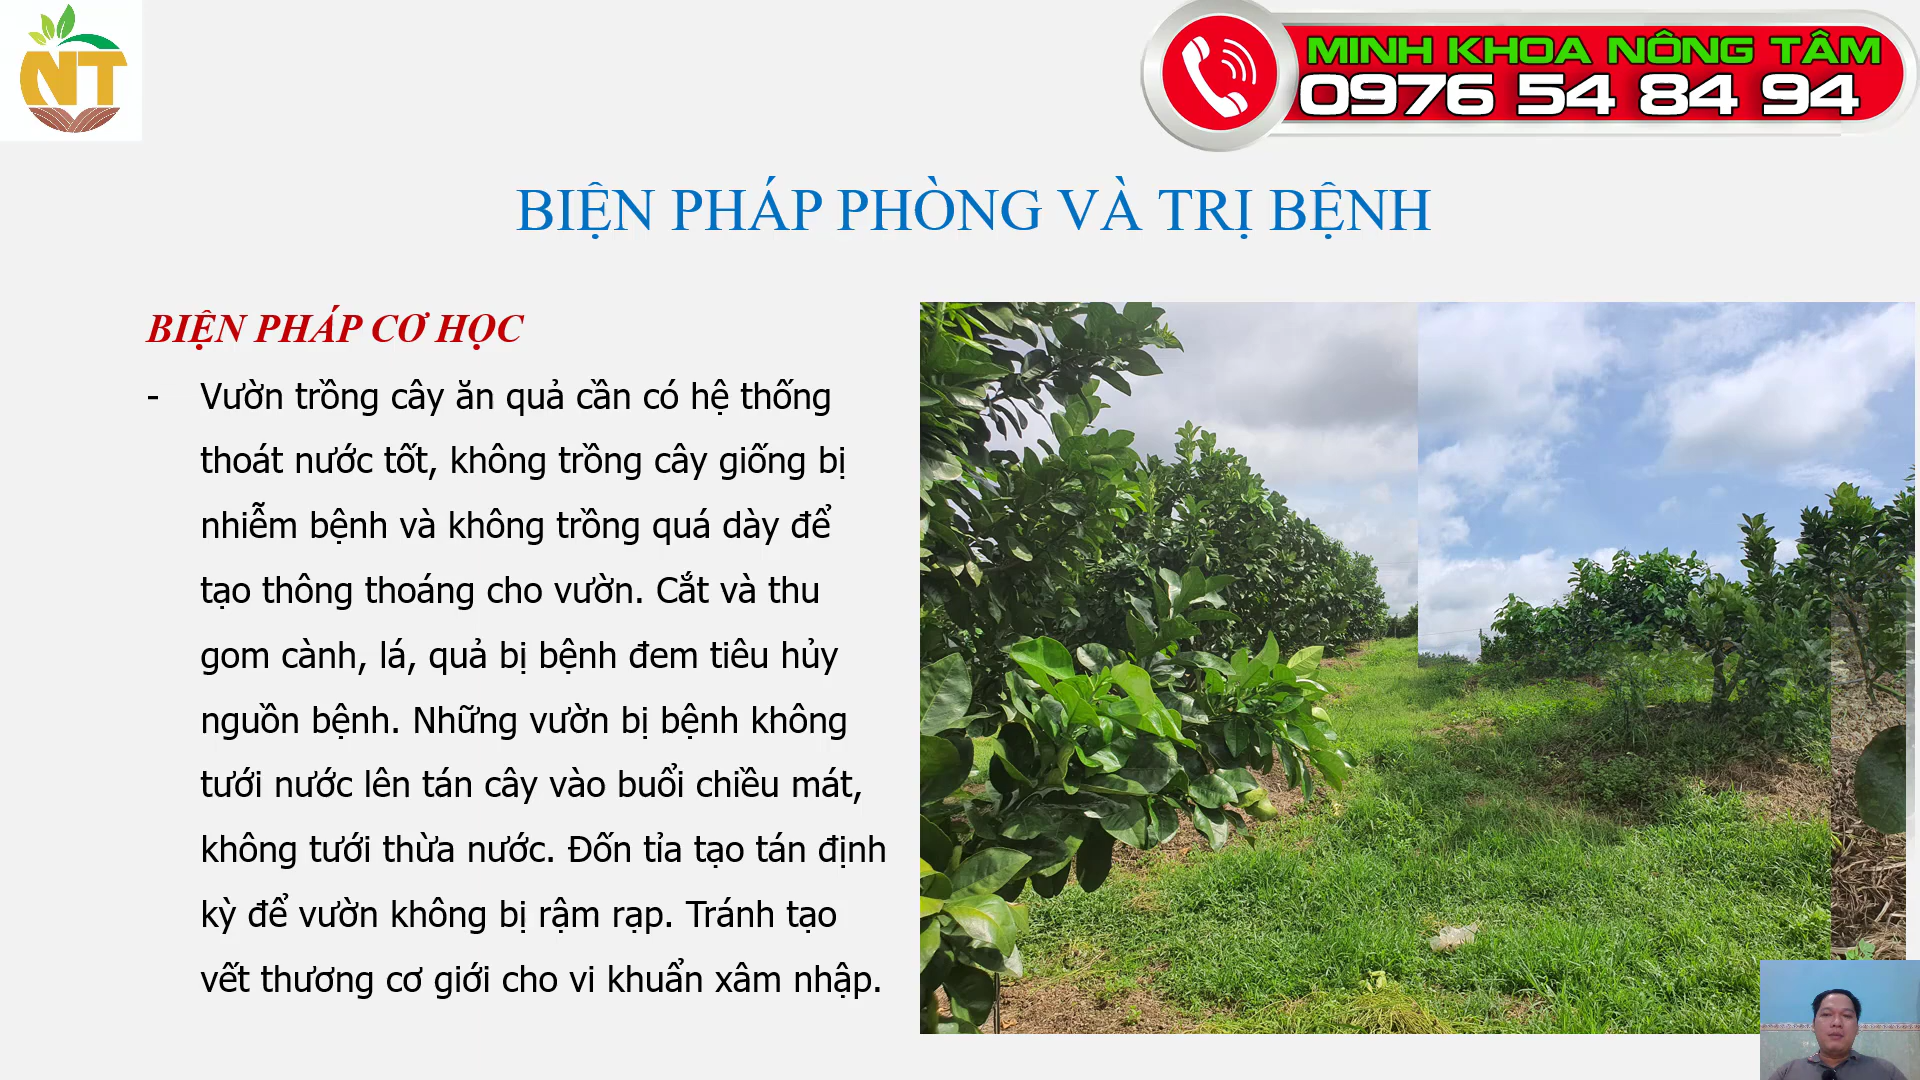 NT
MINH KHOA NÔNG TÂM
0976 54 84 94
BIỆN PHÁP PHÒNG VÀ TRỊ BỆNH
BIỆN PHÁP CƠ HỌC
- Vườn trồng cây ăn quả cần có hệ thống
thoát nước tốt, không trồng cây giống bị
nhiễm bệnh và không trồng quá dày để
tạo thông thoáng cho vườn. Cắt và thu
gom cành, lá, quả bị bệnh đem tiêu hủy
nguồn bệnh. Những vườn bị bệnh không
tưới nước lên tán cây vào buổi chiều mát,
không tưới thừa nước. Đốn tỉa tạo tán định
kỳ để vườn không bị rậm rạp. Tránh tạo
vết thương cơ giới cho vi khuẩn xâm nhập.